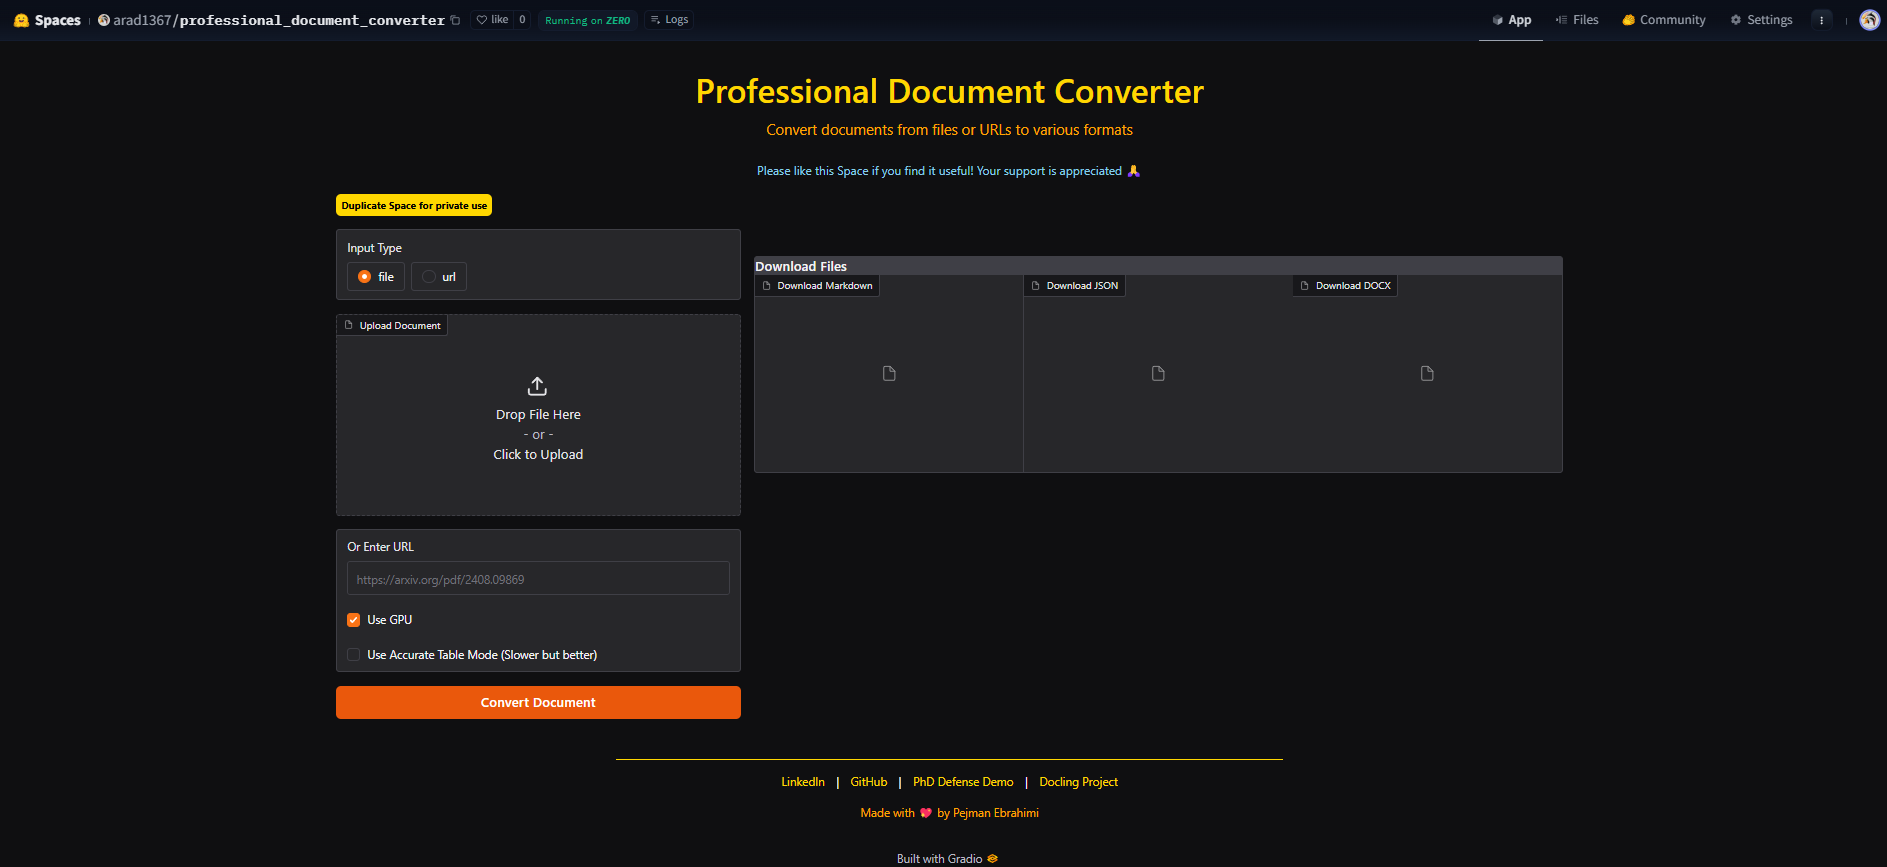 Spaces arad1367/professional_document_converter like 0 Running on ZERO Logs App Files Community Settings
Professional Document Converter
Convert documents from files or URLs to various formats
Please like this Space if you find it useful! Your support is appreciated 🙏
Duplicate Space for private use
Input Type
file url
Upload Document
Drop File Here
- or -
Click to Upload
Or Enter URL
https://arxiv.org/pdf/2408.09869
Use GPU
Use Accurate Table Mode (Slower but better)
Convert Document
Download Files
Download Markdown Download JSON Download DOCX
LinkedIn | GitHub | PhD Defense Demo | Docling Project
Made with 💖 by Pejman Ebrahimi
Built with Gradio